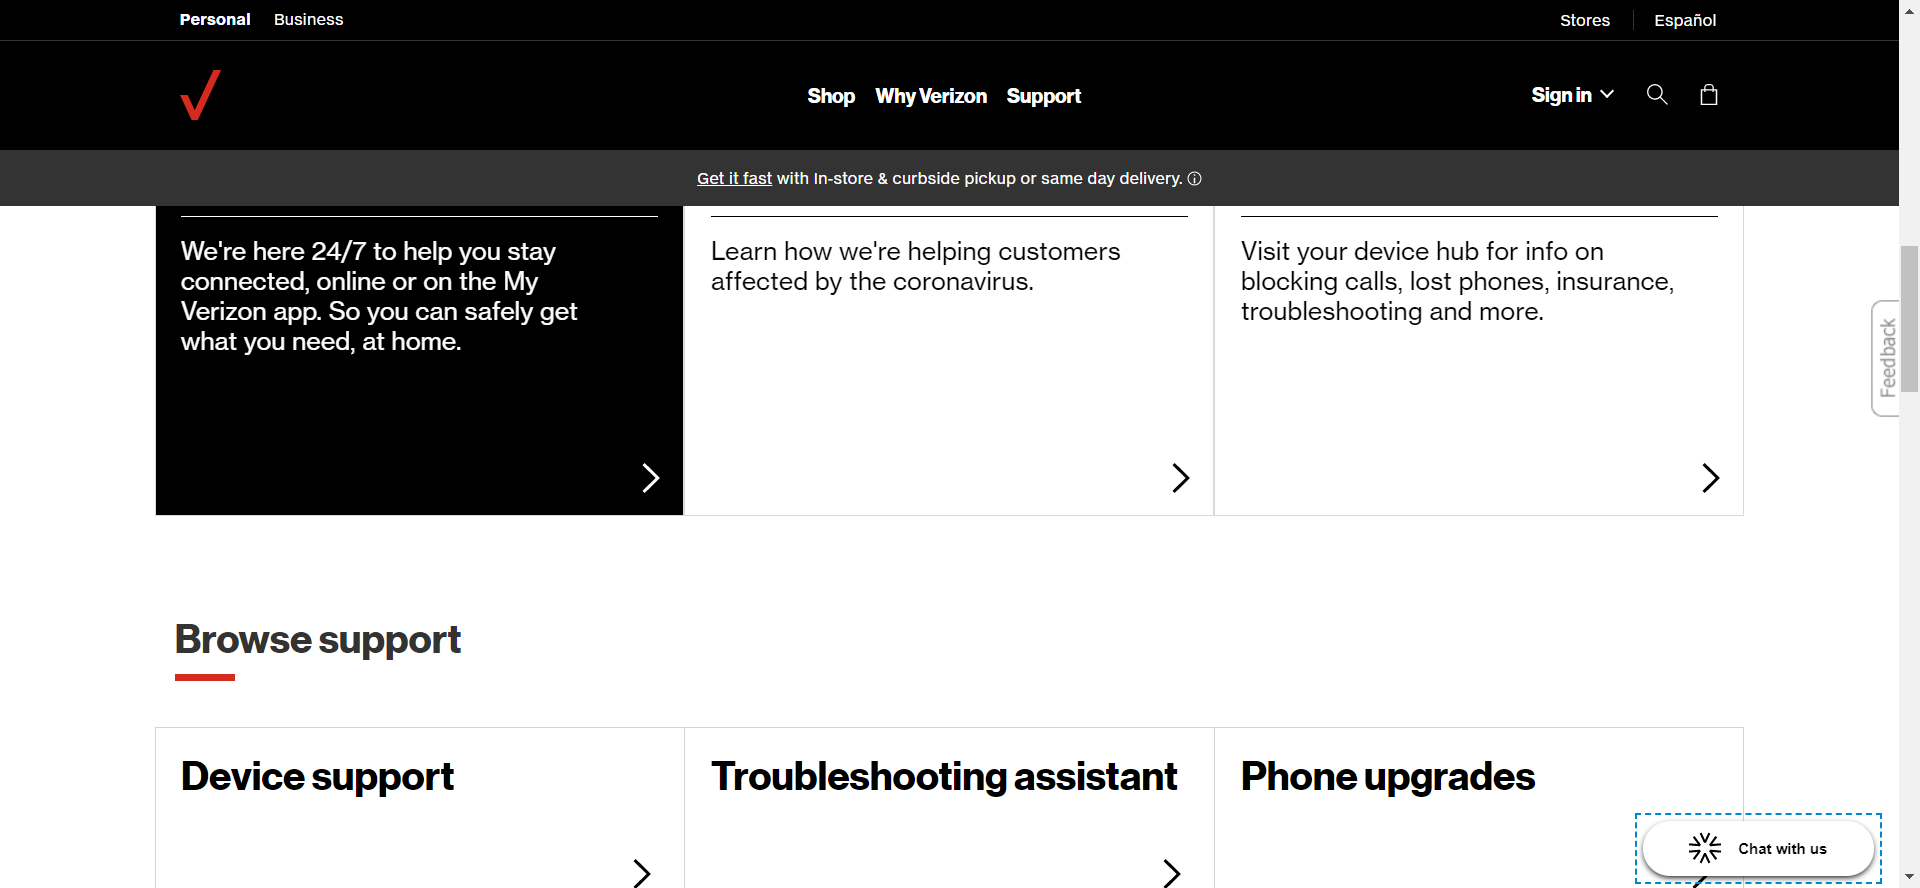 Personal Business
Stores Español
Shop Why Verizon Support
Sign in
Get it fast with In-store & curbside pickup or same day delivery.
We're here 24/7 to help you stay
connected, online or on the My
Verizon app. So you can safely get
what you need, at home.
Learn how we're helping customers
affected by the coronavirus.
Visit your device hub for info on
blocking calls, lost phones, insurance,
troubleshooting and more.
Feedback
Browse support
Device support
Troubleshooting assistant
Phone upgrades
Chat with us